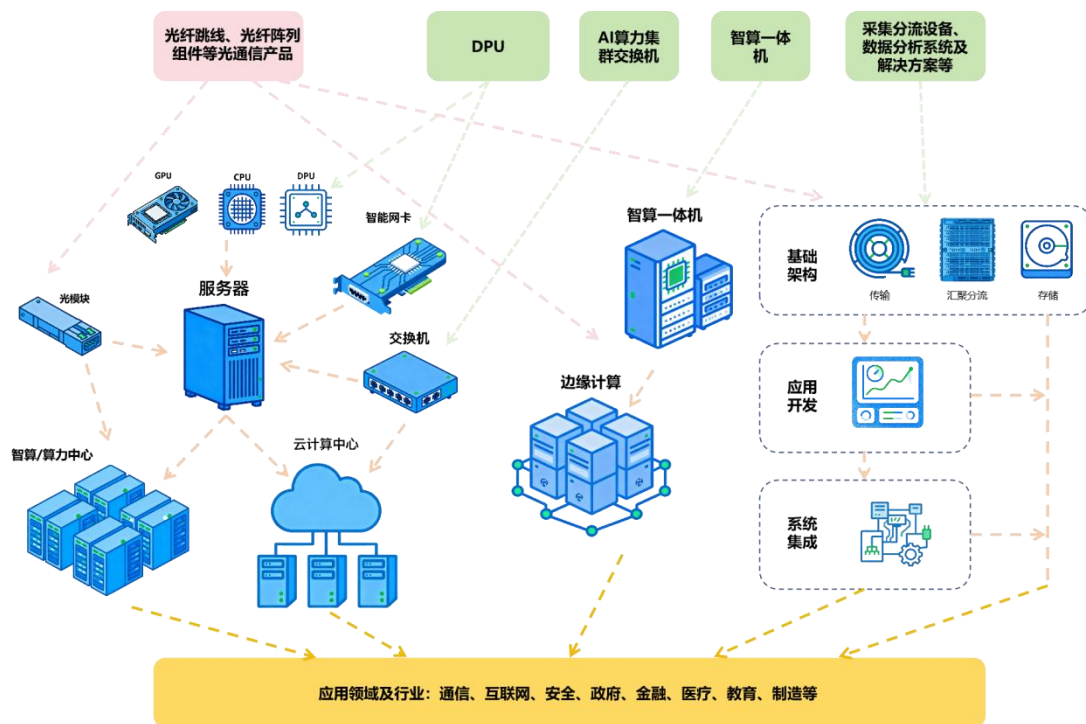 光纤跳线、光纤阵列
组件等光通信产品
DPU
AI算力集
群交换机
智算一体
机
采集分流设备、
数据分析系统及
解决方案等
GPU
CPU
DPU
智能网卡
智算一体机
基础
架构
传输
汇聚分流
存储
光模块
服务器
交换机
边缘计算
应用
开发
智算/算力中心
云计算中心
系统
集成
应用领域及行业：通信、互联网、安全、政府、金融、医疗、教育、制造等